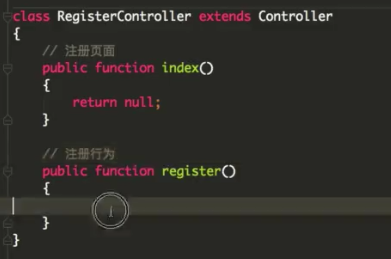 class RegisterController extends Controller
{
// 注册页面
public function index()
{
return null;
}
// 注册行为
public function register()
{
}
}